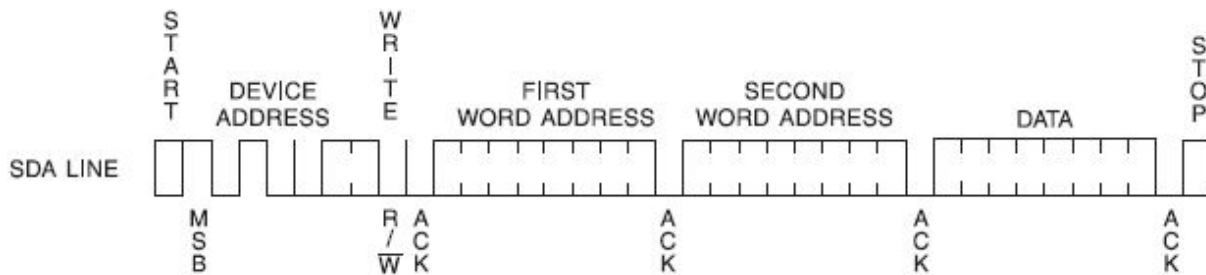 START
WRITE
STOP
DEVICE
ADDRESS
FIRST
WORD ADDRESS
SECOND
WORD ADDRESS
DATA
SDA LINE
MSB
R/W̅
ACK
ACK
ACK
ACK